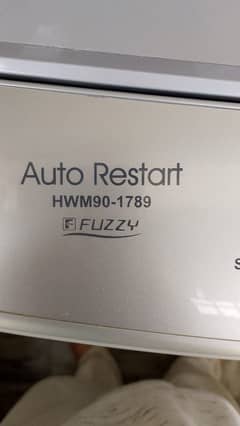 Auto Restart
HWM90-1789
F FUZZY
S